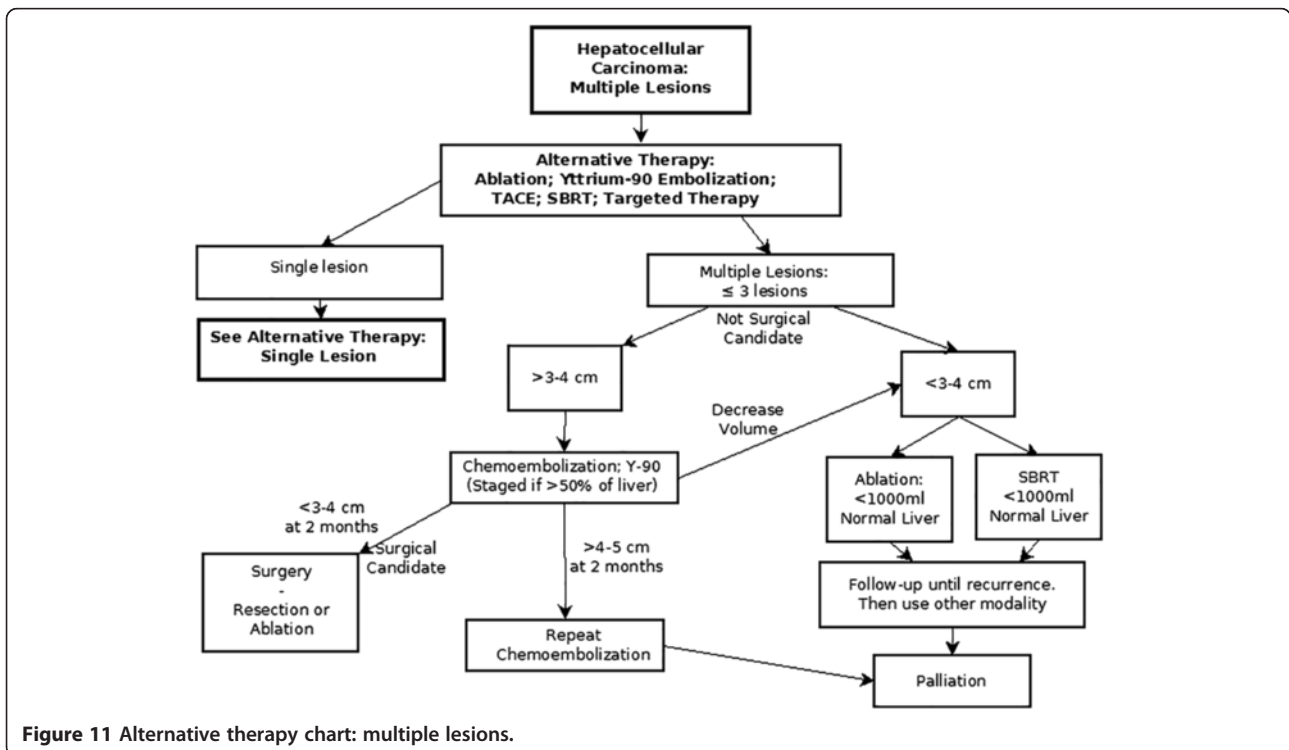 Hepatocellular
Carcinoma:
Multiple Lesions
Alternative Therapy:
Ablation; Yttrium-90 Embolization;
TACE; SBRT; Targeted Therapy
Single lesion
Multiple Lesions:
≤ 3 lesions
See Alternative Therapy:
Single Lesion
Not Surgical
Candidate
>3-4 cm
<3-4 cm
Decrease
Volume
Chemoembolization; Y-90
(Staged if >50% of liver)
Ablation:
<1000ml
Normal Liver
SBRT
<1000ml
Normal Liver
<3-4 cm
at 2 months
Surgical
Candidate
>4-5 cm
at 2 months
Surgery
-
Resection or
Ablation
Follow-up until recurrence.
Then use other modality
Repeat
Chemoembolization
Palliation
Figure 11 Alternative therapy chart: multiple lesions.